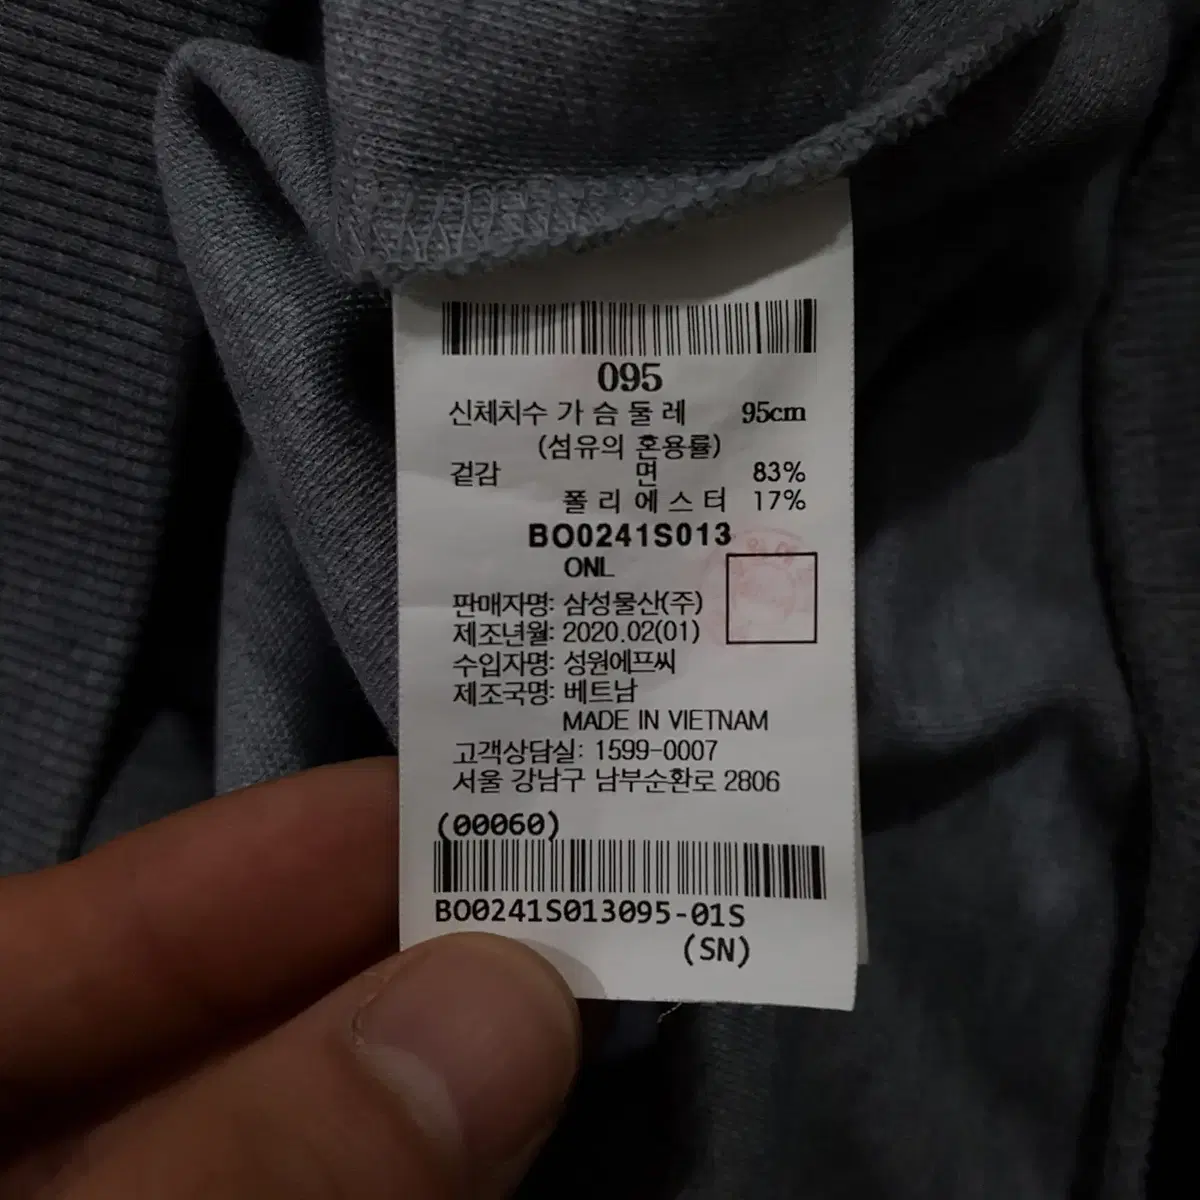 095
신체치수 가 슴 둘 레 95cm
(섬유의 혼용률)
겉감 면 83%
폴 리 에 스 터 17%
BO0241S013
ONL
판매자명: 삼성물산(주)
제조년월: 2020.02(01)
수입자명: 성원에프씨
제조국명: 베트남
MADE IN VIETNAM
고객상담실: 1599-0007
서울 강남구 남부순환로 2806
(00060)
BO0241S013095-01S
(SN)